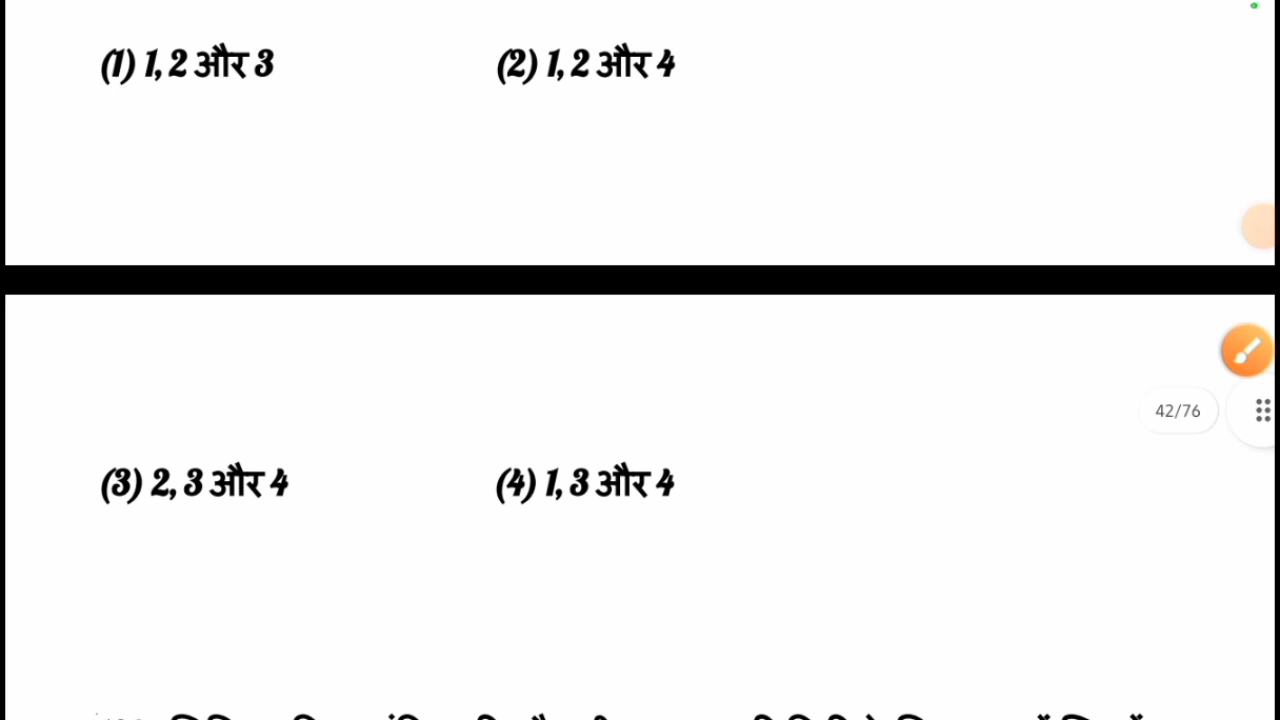 (1) 1, 2 और 3 (2) 1, 2 और 4
42/76
(3) 2, 3 और 4 (4) 1, 3 और 4